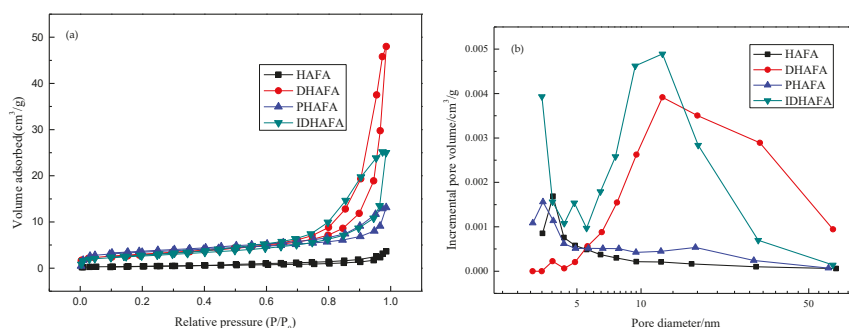 (a)
HAFA
DHAFA
PHAFA
IDHAFA
Volume adsorbed(cm³/g)
50
40
30
20
10
0
0.0 0.2 0.4 0.6 0.8 1.0
Relative pressure (P/P₀)
(b)
HAFA
DHAFA
PHAFA
IDHAFA
Incremental pore volume/cm³/g
0.005
0.004
0.003
0.002
0.001
0.000
5 10 50
Pore diameter/nm